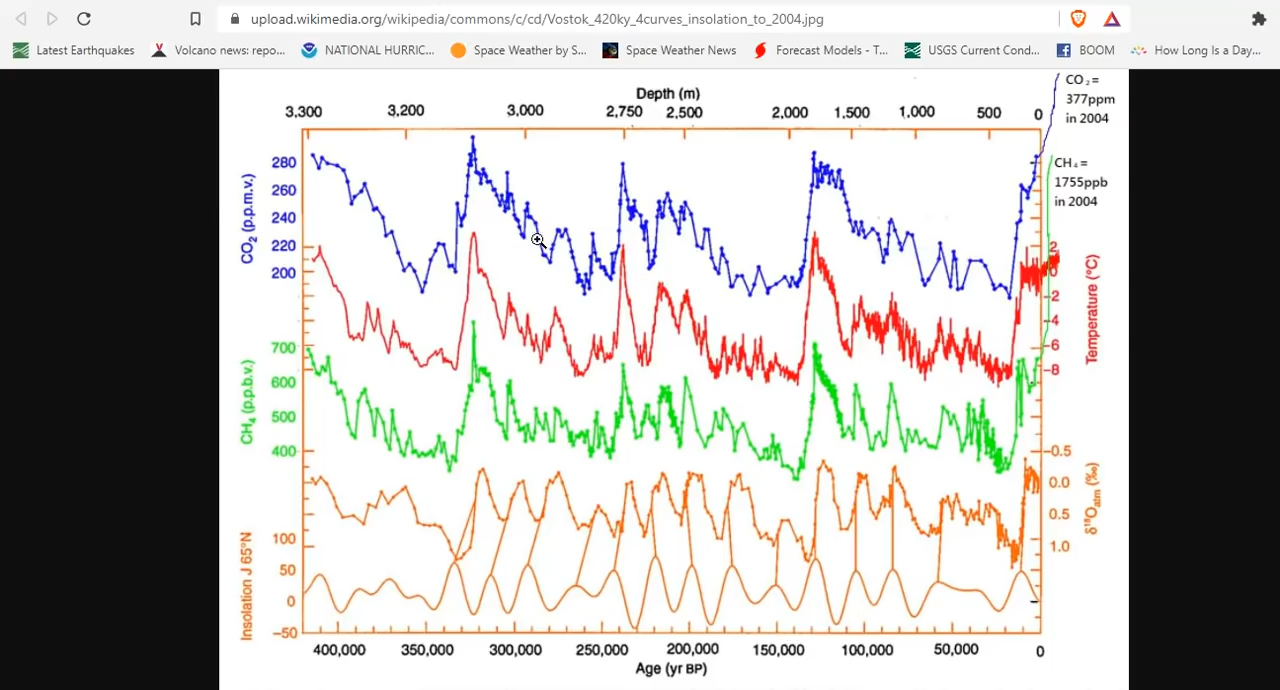 upload.wikimedia.org/wikipedia/commons/c/cd/Vostok_420ky_4curves_insolation_to_2004.jpg
Latest Earthquakes Volcano news: repo... NATIONAL HURRIC... Space Weather by S... Space Weather News Forecast Models - T... USGS Current Cond... BOOM How Long Is a Day...
Depth (m)
3,300 3,200 3,000 2,750 2,500 2,000 1,500 1,000 500 0
CO₂ =
377ppm
in 2004
CH₄ =
1755ppb
in 2004
CO₂ (p.p.m.v.)
280
260
240
220
200
2
0
–2
–4
–6
–8
Temperature (°C)
CH₄ (p.p.b.v.)
700
600
500
400
–0.5
0.0
0.5
1.0
δ¹⁸Oatm (‰)
Insolation J 65°N
100
50
0
–50
400,000 350,000 300,000 250,000 200,000 150,000 100,000 50,000 0
Age (yr BP)